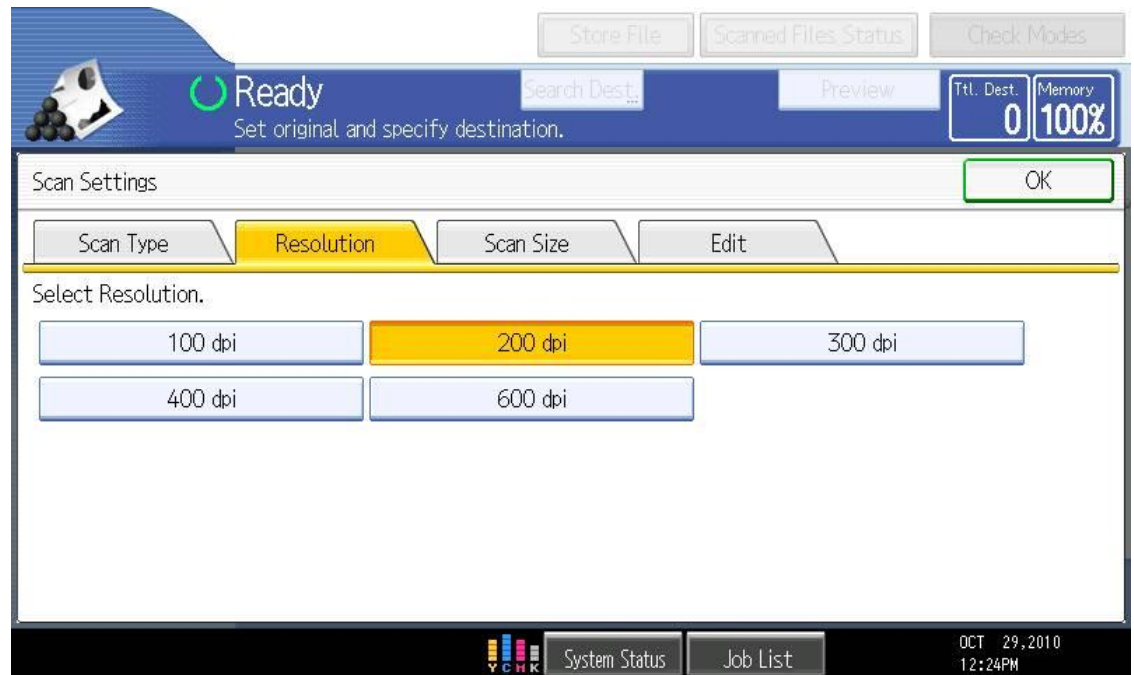 Store File Scanned Files Status Check Modes
Ready Search Dest. Preview Ttl. Dest. Memory
Set original and specify destination. 0 100%
Scan Settings OK
Scan Type Resolution Scan Size Edit
Select Resolution.
100 dpi 200 dpi 300 dpi
400 dpi 600 dpi
Y C M K System Status Job List OCT 29,2010
12:24PM